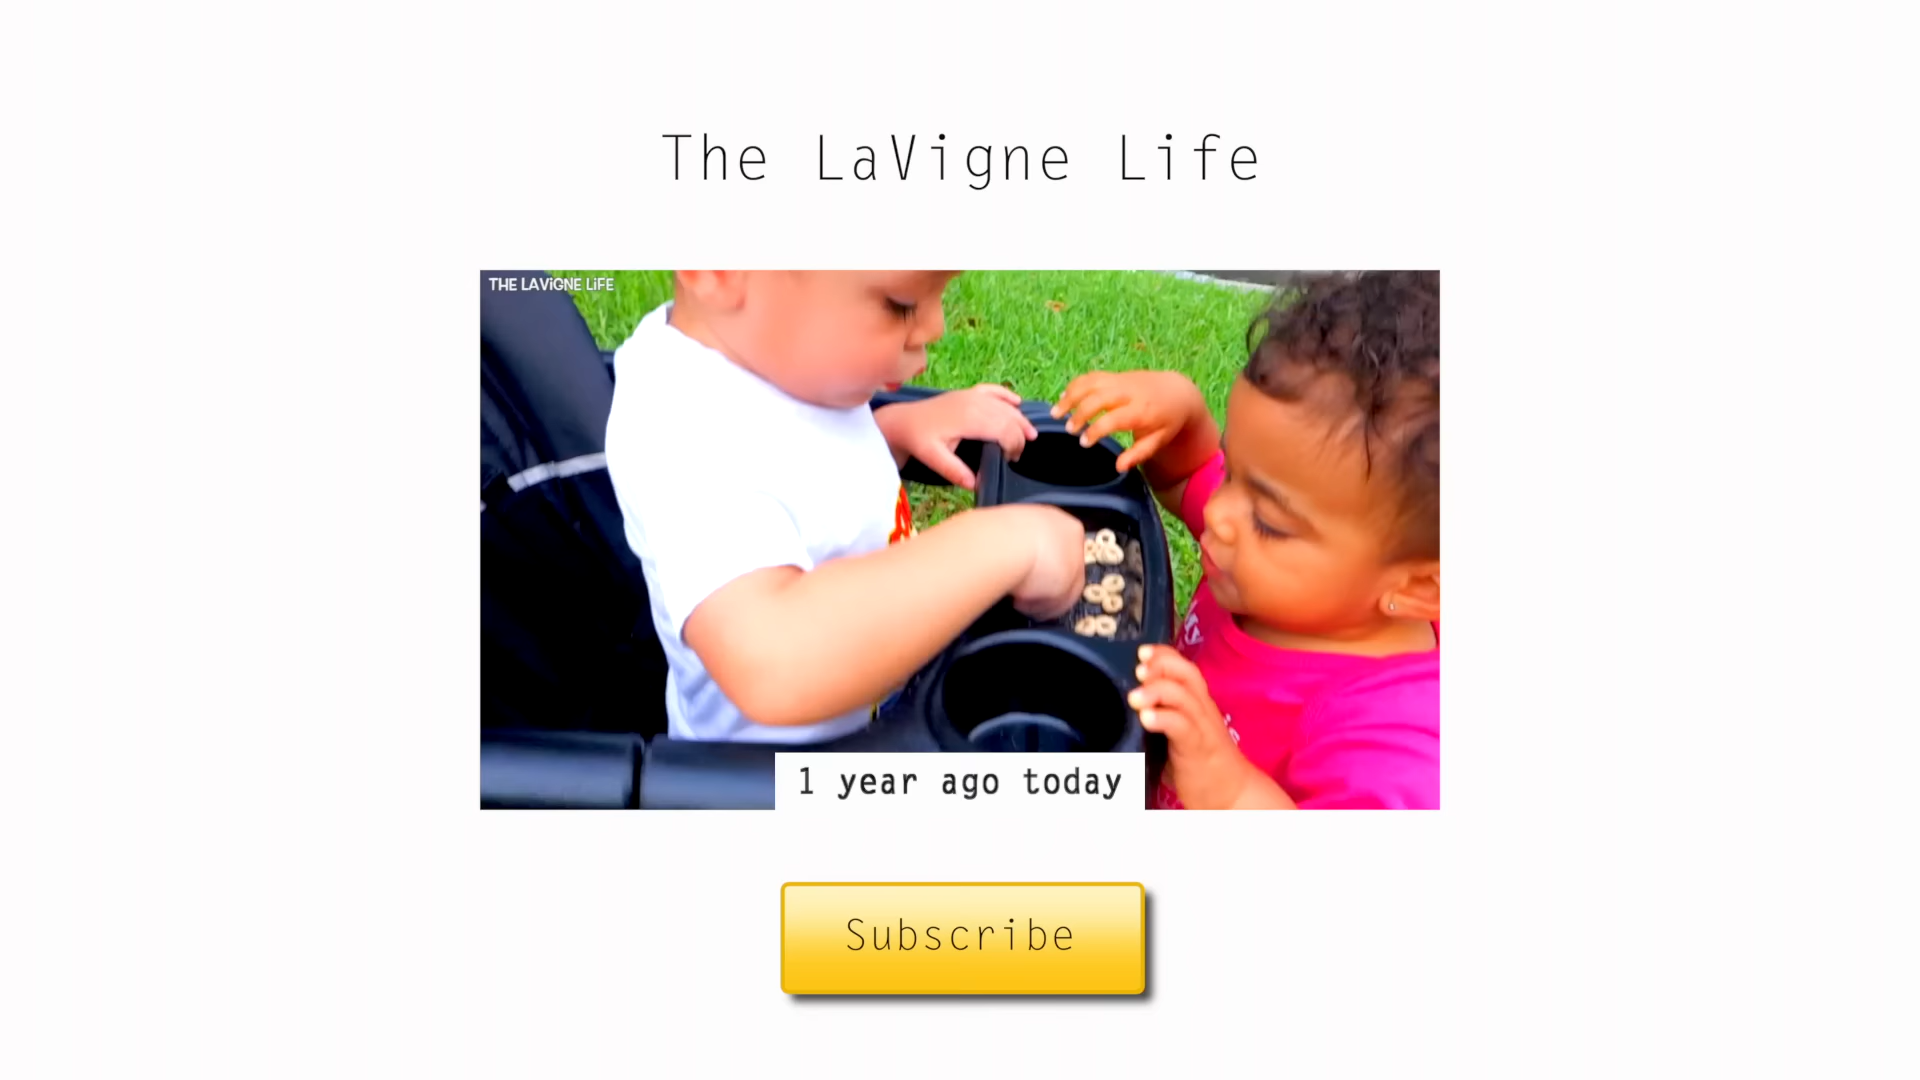 The LaVigne Life
THE LAViGNE LiFE
1 year ago today
Subscribe